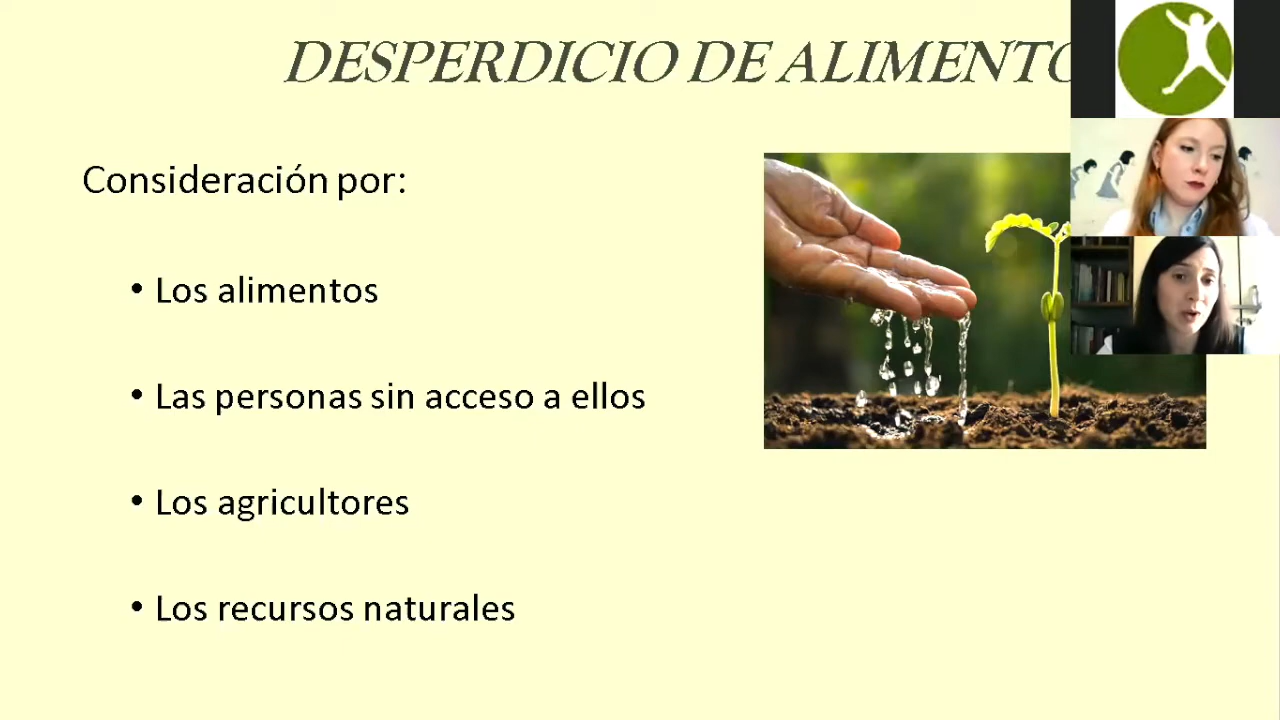 DESPERDICIO DE ALIMENTO
Consideración por:
• Los alimentos
• Las personas sin acceso a ellos
• Los agricultores
• Los recursos naturales